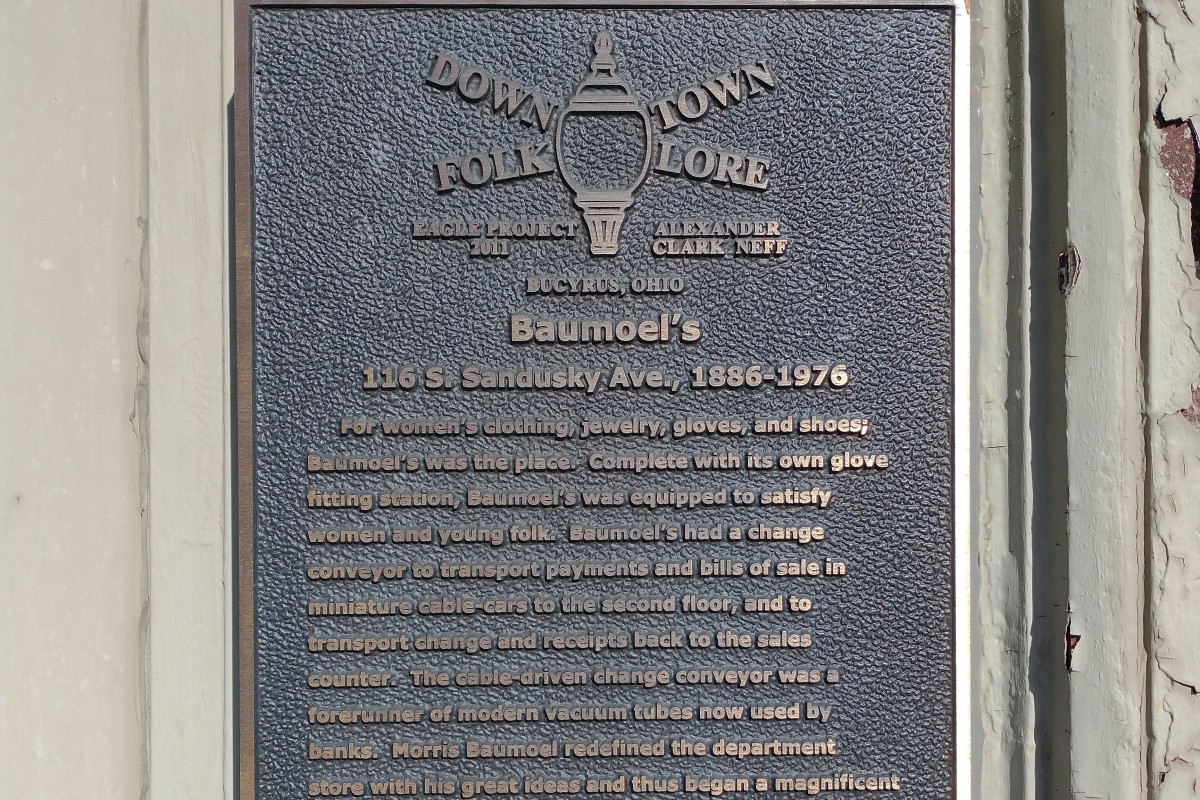 DOWN TOWN
FOLK LORE
EAGLE PROJECT ALEXANDER
2011 CLARK NEFF
BUCYRUS, OHIO
Baumoel's
116 S. Sandusky Ave., 1886-1976
For women's clothing, jewelry, gloves, and shoes;
Baumoel's was the place. Complete with its own glove
fitting station, Baumoel's was equipped to satisfy
women and young folk. Baumoel's had a change
conveyor to transport payments and bills of sale in
miniature cable-cars to the second floor, and to
transport change and receipts back to the sales
counter. The cable-driven change conveyor was a
forerunner of modern vacuum tubes now used by
banks. Morris Baumoel redefined the department
store with his great ideas and thus began a magnificent